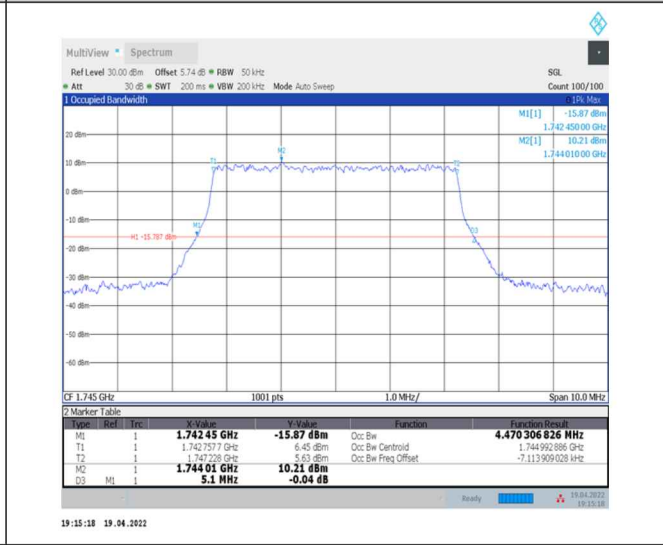 MultiView Spectrum
Ref Level 30.00 dBm Offset 5.74 dB RBW 50 kHz SGL
Att 30 dB SWT 200 ms VBW 200 kHz Mode Auto Sweep Count 100/100
1 Occupied Bandwidth 1Pk Max
M1[1] -15.87 dBm
1.742 450 00 GHz
M2[1] 10.21 dBm
1.744 010 00 GHz
20 dBm
10 dBm
T1 M2 T2
0 dBm
-10 dBm
M1 D3
H1 -15.787 dBm
-20 dBm
-30 dBm
-40 dBm
-50 dBm
-60 dBm
CF 1.745 GHz 1001 pts 1.0 MHz/ Span 10.0 MHz
2 Marker Table
Type Ref Trc X-Value Y-Value Function Function Result
M1 1 1.742 45 GHz -15.87 dBm Occ Bw 4.470 306 826 MHz
T1 1 1.742 757 7 GHz 6.45 dBm Occ Bw Centroid 1.744 992 886 GHz
T2 1 1.747 228 GHz 5.63 dBm Occ Bw Freq Offset -7.113 909 028 kHz
M2 1 1.744 01 GHz 10.21 dBm
D3 M1 1 5.1 MHz -0.04 dB
Ready 19.04.2022
19:15:18
19:15:18 19.04.2022